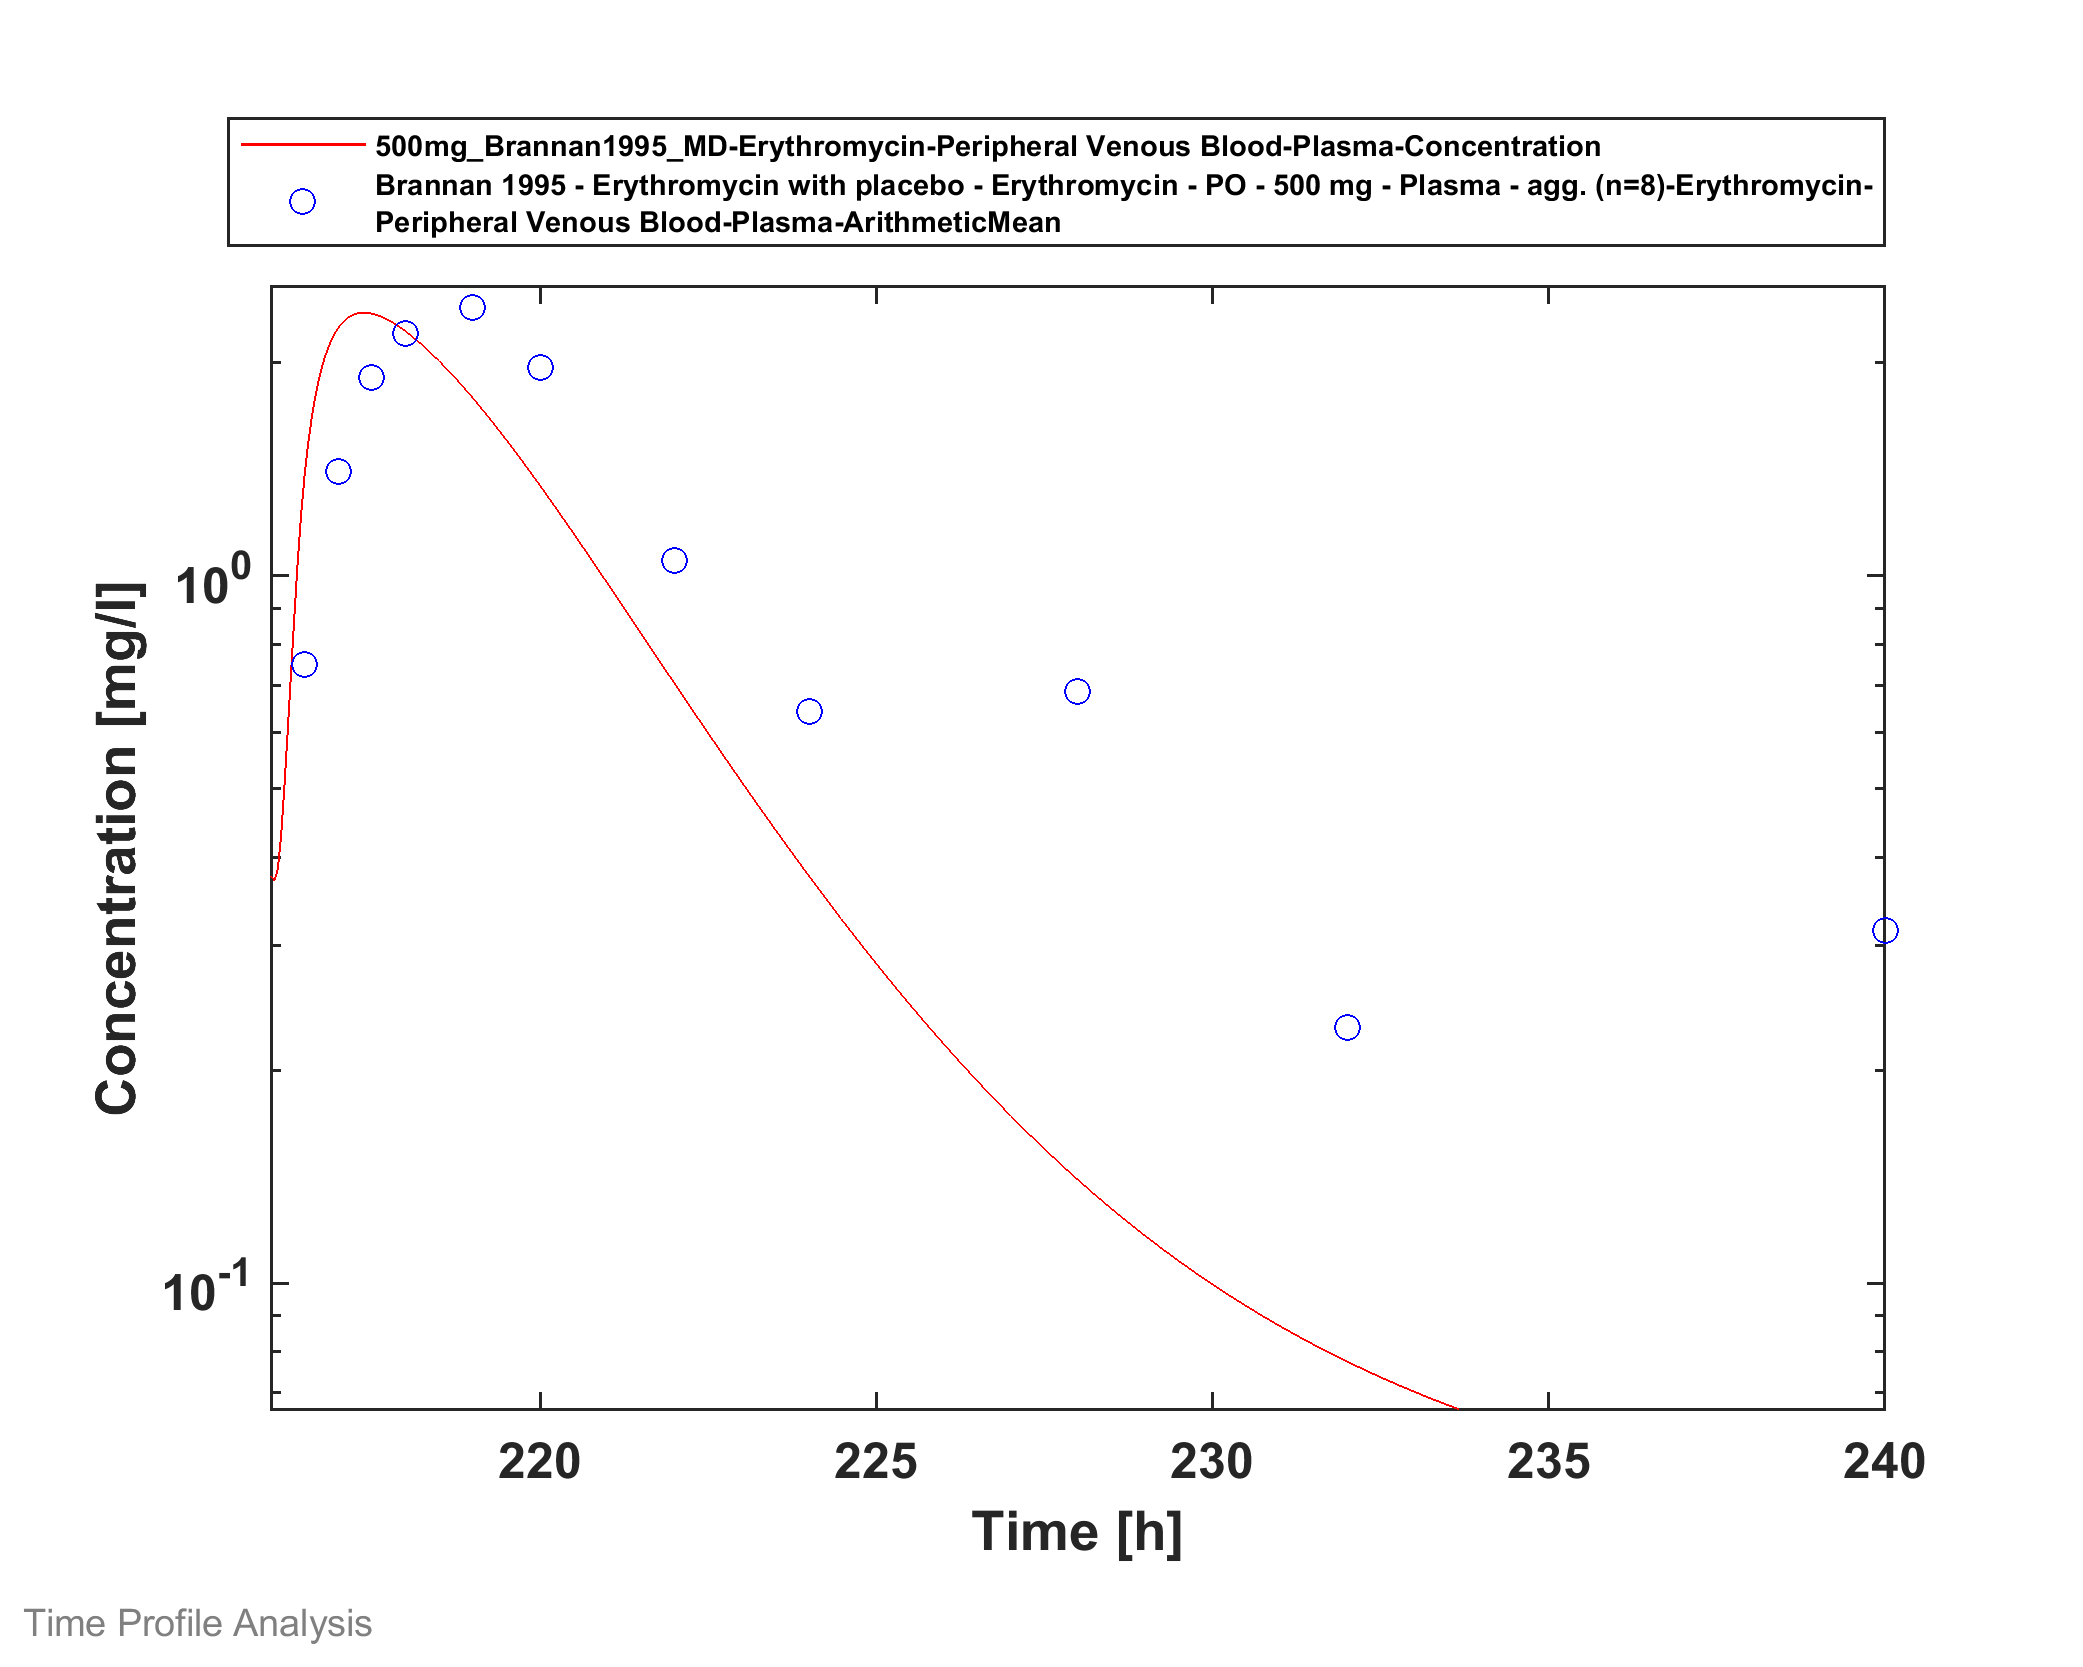 500mg_Brannan1995_MD-Erythromycin-Peripheral Venous Blood-Plasma-Concentration
Brannan 1995 - Erythromycin with placebo - Erythromycin - PO - 500 mg - Plasma - agg. (n=8)-Erythromycin-
Peripheral Venous Blood-Plasma-ArithmeticMean
Concentration [mg/l]
10^0
10^-1
220 225 230 235 240
Time [h]
Time Profile Analysis